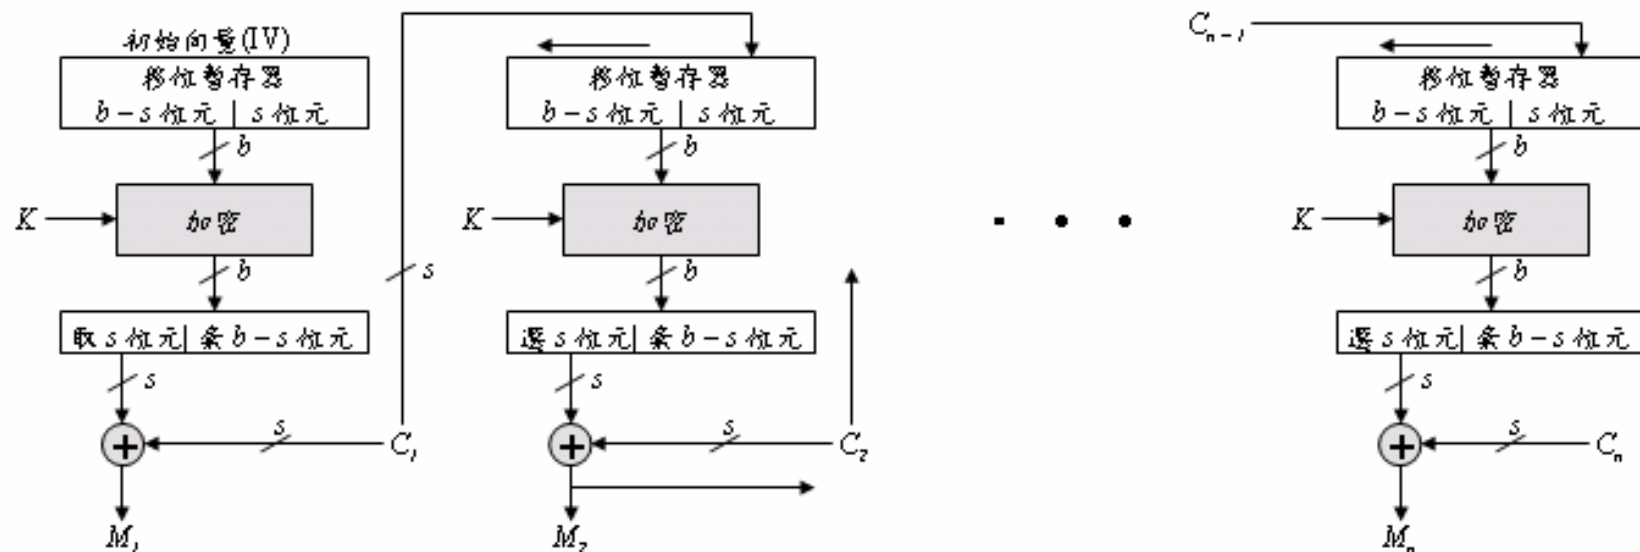 初始向量(IV)
移位暫存器
b－s 位元 | s 位元
b
K
加密
b
取 s 位元 | 棄 b－s 位元
s
s
C₁
M₁
s
移位暫存器
b－s 位元 | s 位元
b
K
加密
b
選 s 位元 | 棄 b－s 位元
s
s
C₂
M₂
Cₙ₋₁
移位暫存器
b－s 位元 | s 位元
b
K
加密
b
選 s 位元 | 棄 b－s 位元
s
s
Cₙ
Mₙ